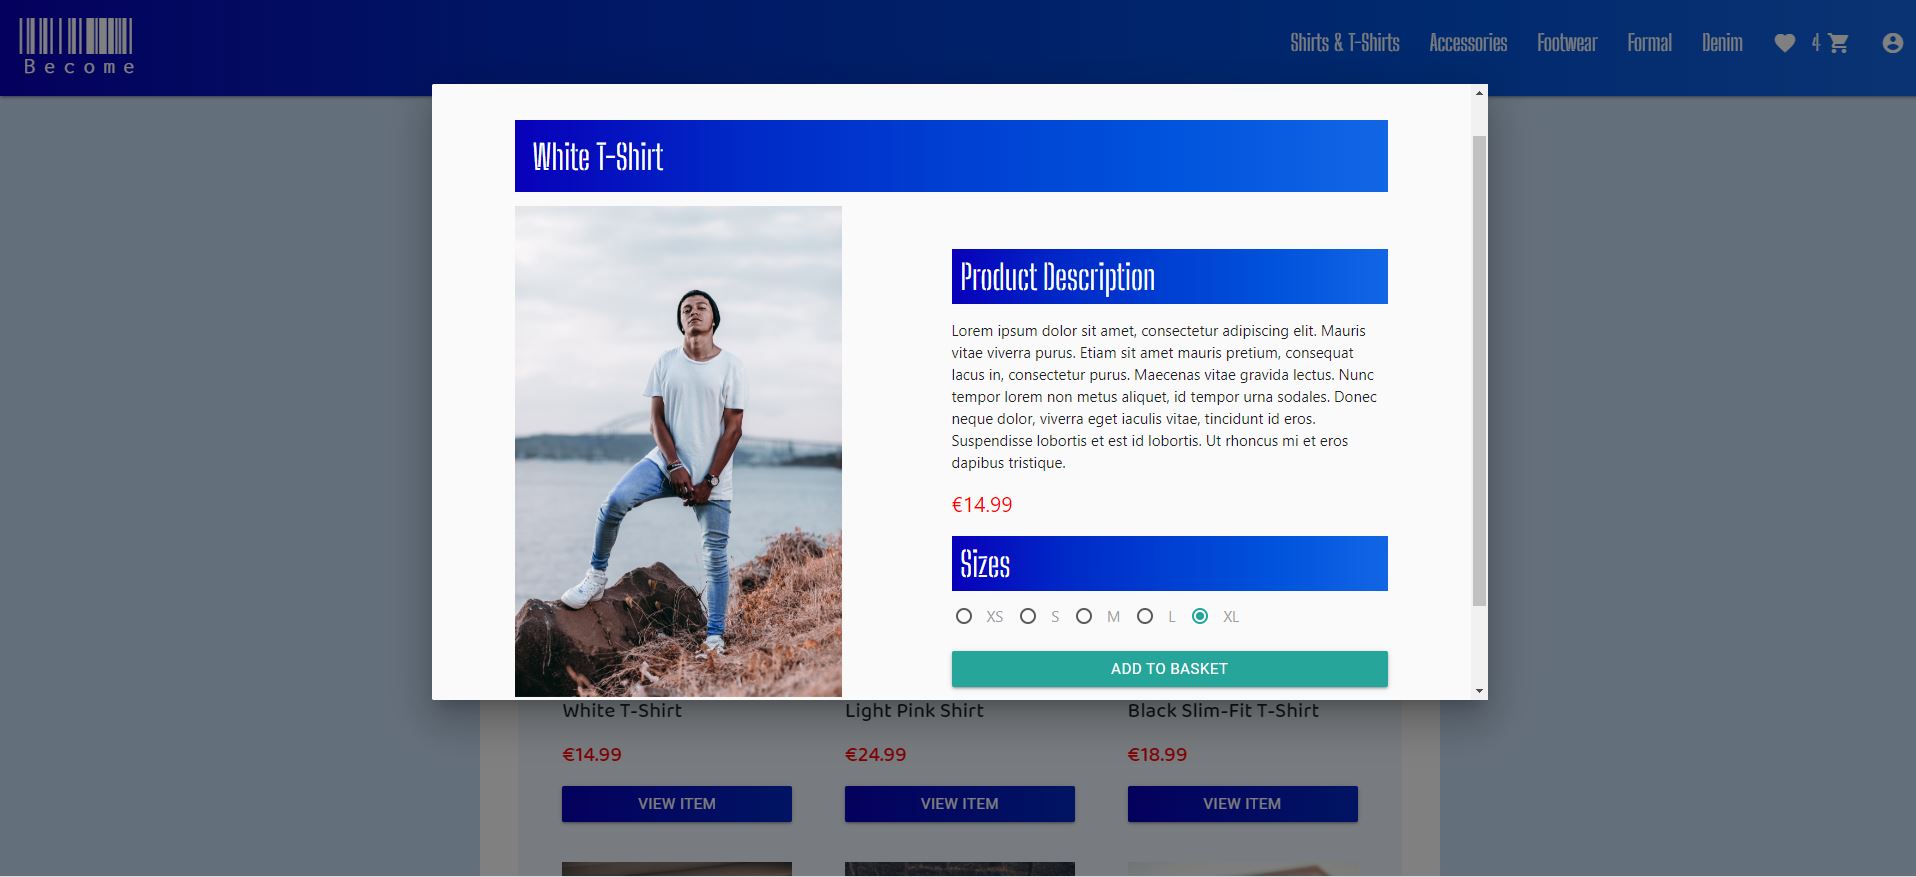 Become
Shirts & T-Shirts Accessories Footwear Formal Denim 4
White T-Shirt
Product Description
Lorem ipsum dolor sit amet, consectetur adipiscing elit. Mauris
vitae viverra purus. Etiam sit amet mauris pretium, consequat
lacus in, consectetur purus. Maecenas vitae gravida lectus. Nunc
tempor lorem non metus aliquet, id tempor urna sodales. Donec
neque dolor, viverra eget iaculis vitae, tincidunt id eros.
Suspendisse lobortis et est id lobortis. Ut rhoncus mi et eros
dapibus tristique.
€14.99
Sizes
XS S M L XL
ADD TO BASKET
White T-Shirt Light Pink Shirt Black Slim-Fit T-Shirt
€14.99 €24.99 €18.99
VIEW ITEM VIEW ITEM VIEW ITEM